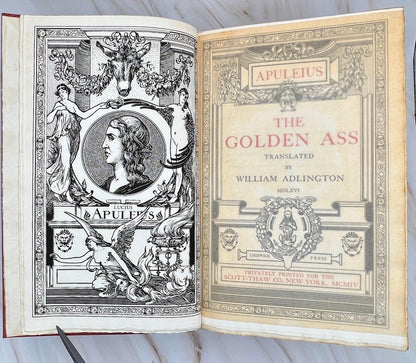 LUCIUS
APULEIUS
APULEIUS
THE
GOLDEN ASS
TRANSLATED
BY
WILLIAM ADLINGTON
MDLXVI
CHISWICK PRESS
PRIVATELY PRINTED FOR THE
SCOTT-THAW CO. NEW YORK, MCMIV